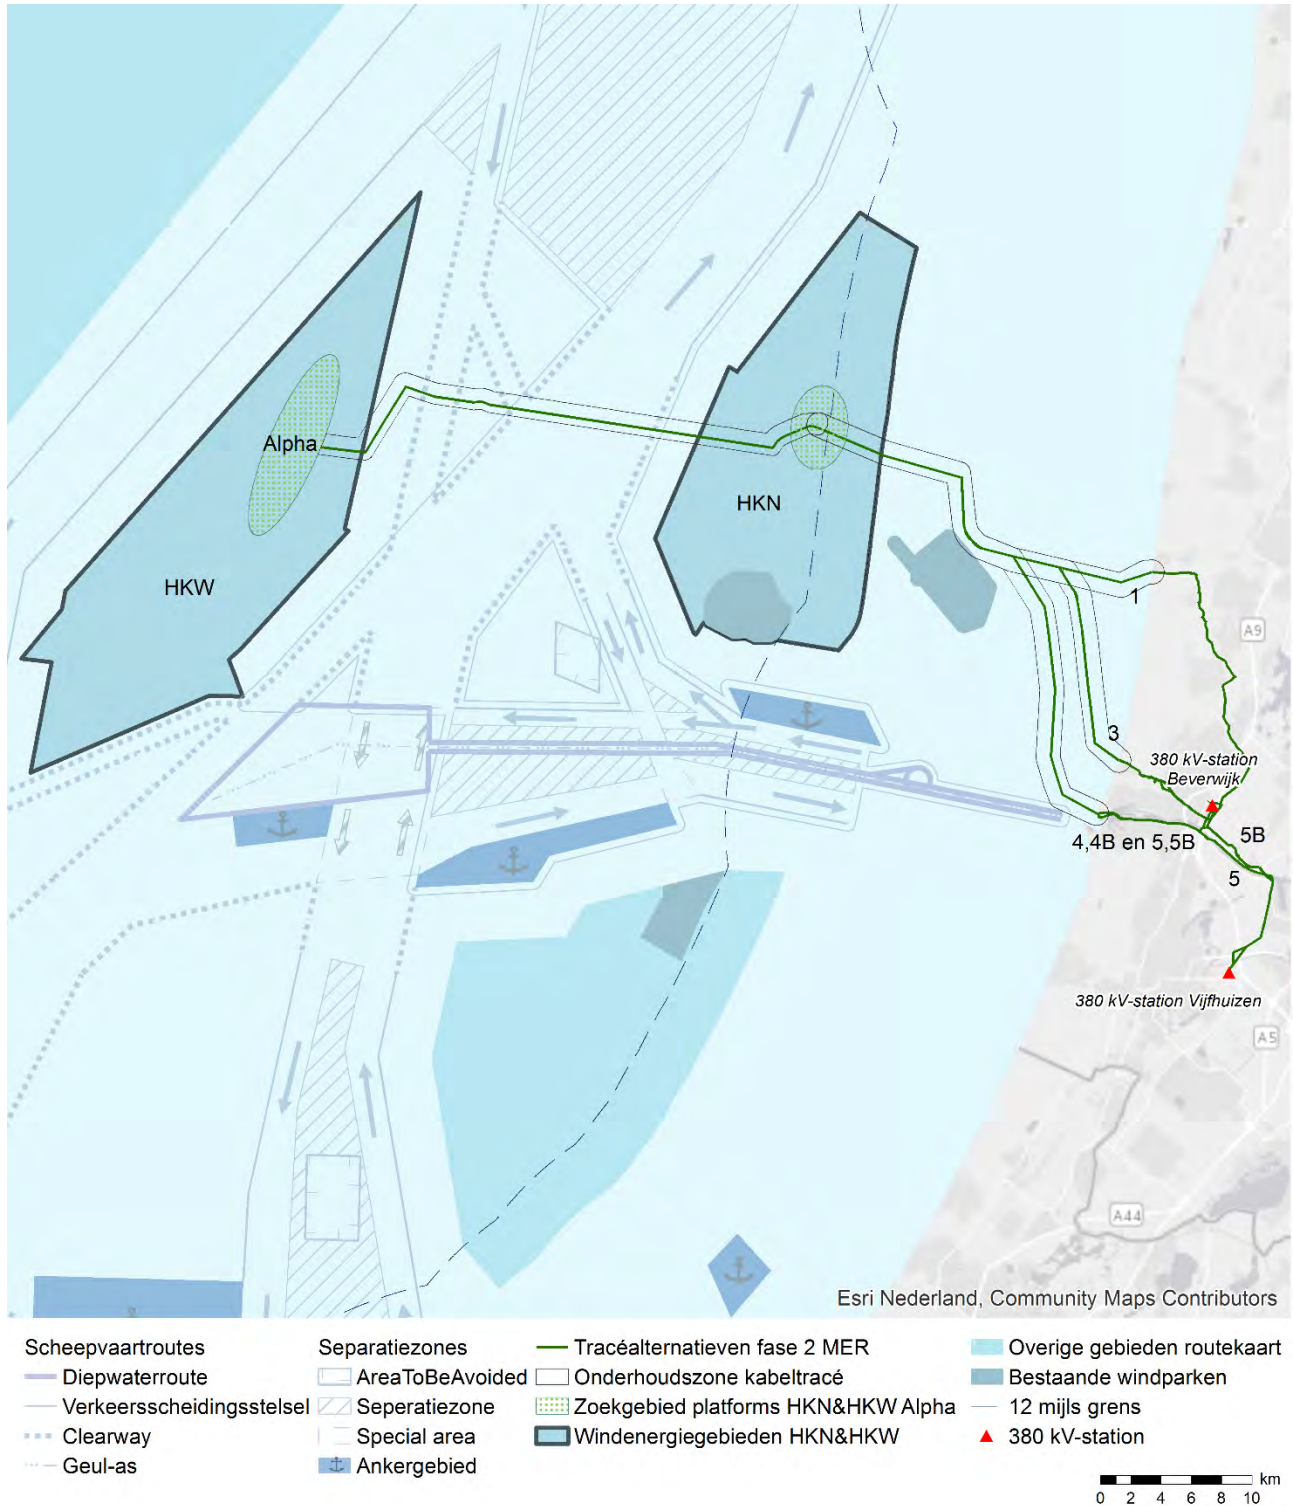 Alpha
HKN
HKW
1
A9
3
380 kV-station
Beverwijk
4,4B en 5,5B
5B
5
380 kV-station Vijfhuizen
A5
A44
Esri Nederland, Community Maps Contributors
Scheepvaartroutes
Diepwaterroute
Verkeersscheidingsstelsel
Clearway
Geul-as
Separatiezones
AreaToBeAvoided
Seperatiezone
Special area
Ankergebied
Tracéalternatieven fase 2 MER
Onderhoudszone kabeltracé
Zoekgebied platforms HKN&HKW Alpha
Windenergiegebieden HKN&HKW
Overige gebieden routekaart
Bestaande windparken
12 mijls grens
380 kV-station
km
0 2 4 6 8 10